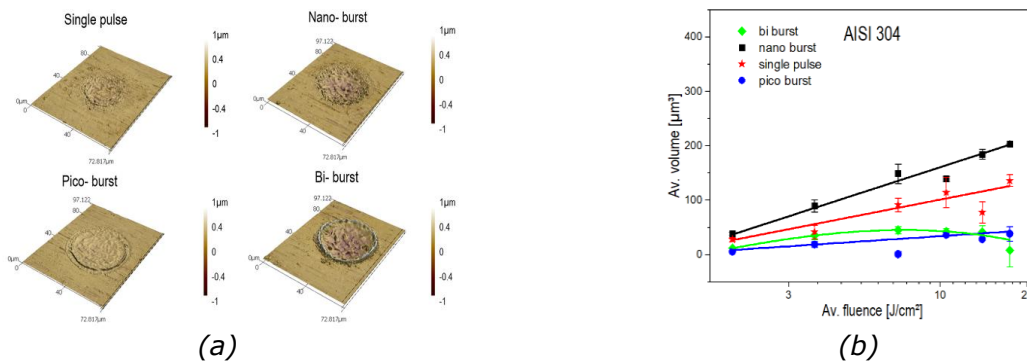 Single pulse
1µm
80
0.4
40
0
0µm
-0.4
0
40
-1
72.817µm
Nano- burst
97.122
1µm
80
0.4
40
0
0µm
-0.4
0
40
-1
72.817µm
Pico- burst
97.122
1µm
80
0.4
40
0
0µm
-0.4
0
40
-1
72.817µm
Bi- burst
97.122
1µm
80
0.4
40
0
0µm
-0.4
0
40
-1
72.817µm
(a)
AISI 304
bi burst
nano burst
single pulse
pico burst
Av. volume [µm³]
400
300
200
100
0
3
10
2
Av. fluence [J/cm²]
(b)